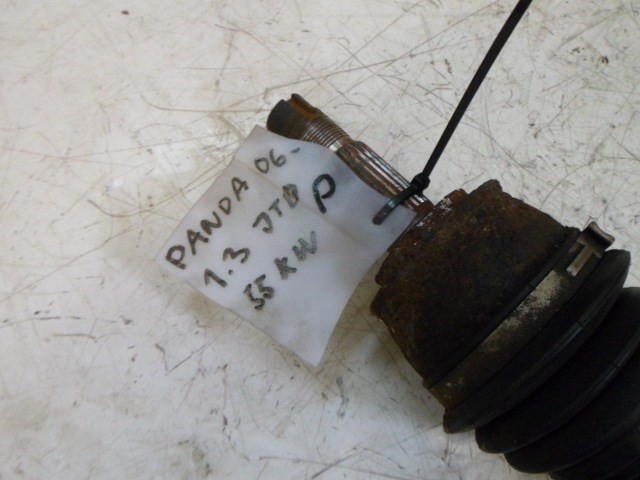 PANDA 06-
1.3 JTD P
55 KW